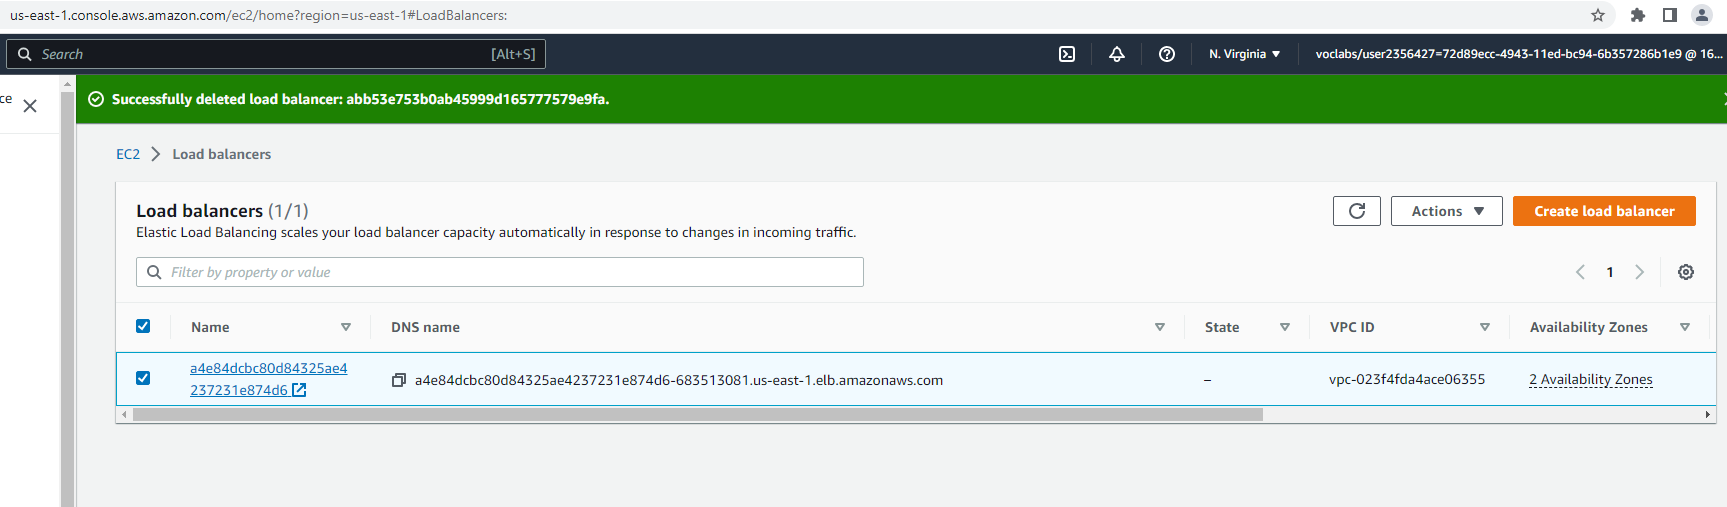 us-east-1.console.aws.amazon.com/ec2/home?region=us-east-1#LoadBalancers:
Search [Alt+S] N. Virginia voclabs/user2356427=72d89ecc-4943-11ed-bc94-6b357286b1e9 @ 16...
ce
Successfully deleted load balancer: abb53e753b0ab45999d165777579e9fa.
EC2 Load balancers
Load balancers (1/1) Actions Create load balancer
Elastic Load Balancing scales your load balancer capacity automatically in response to changes in incoming traffic.
Filter by property or value 1
Name DNS name State VPC ID Availability Zones
a4e84dcbc80d84325ae4
237231e874d6
a4e84dcbc80d84325ae4237231e874d6-683513081.us-east-1.elb.amazonaws.com – vpc-023f4fda4ace06355 2 Availability Zones